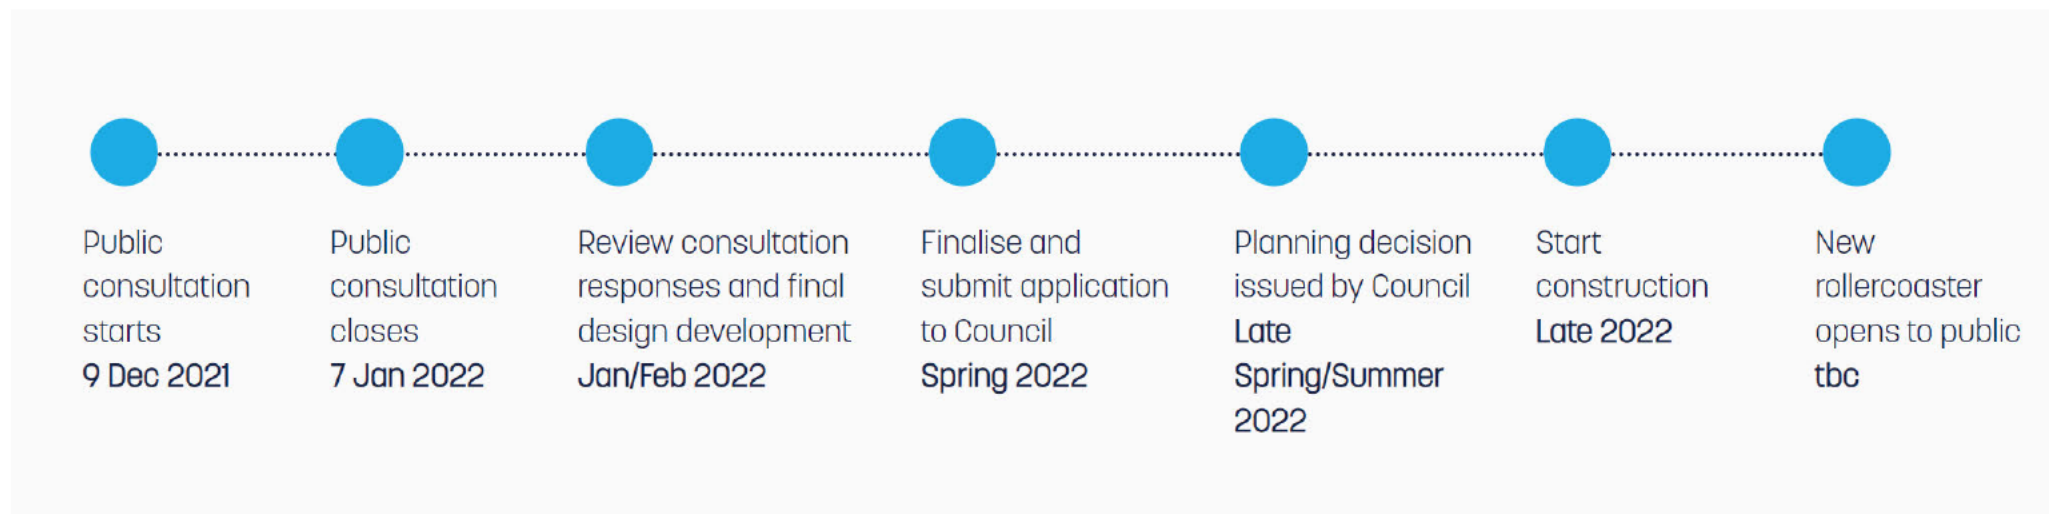 Public
consultation
starts
9 Dec 2021
Public
consultation
closes
7 Jan 2022
Review consultation
responses and final
design development
Jan/Feb 2022
Finalise and
submit application
to Council
Spring 2022
Planning decision
issued by Council
Late
Spring/Summer
2022
Start
construction
Late 2022
New
rollercoaster
opens to public
tbc